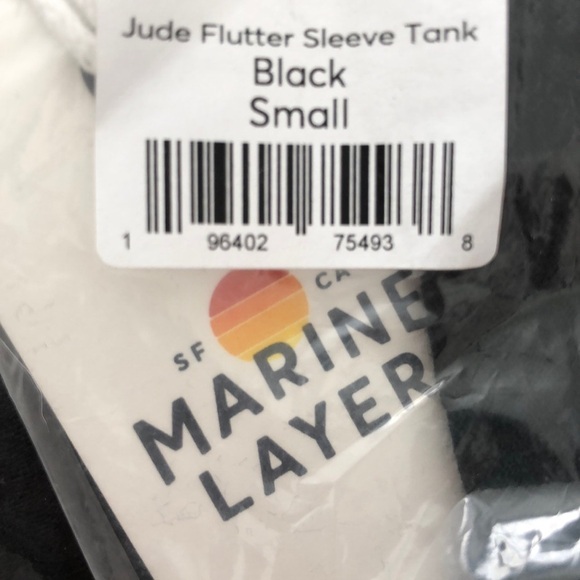 Jude Flutter Sleeve Tank
Black
Small
1 96402 75493 8
SF CA
MARINE
LAYER